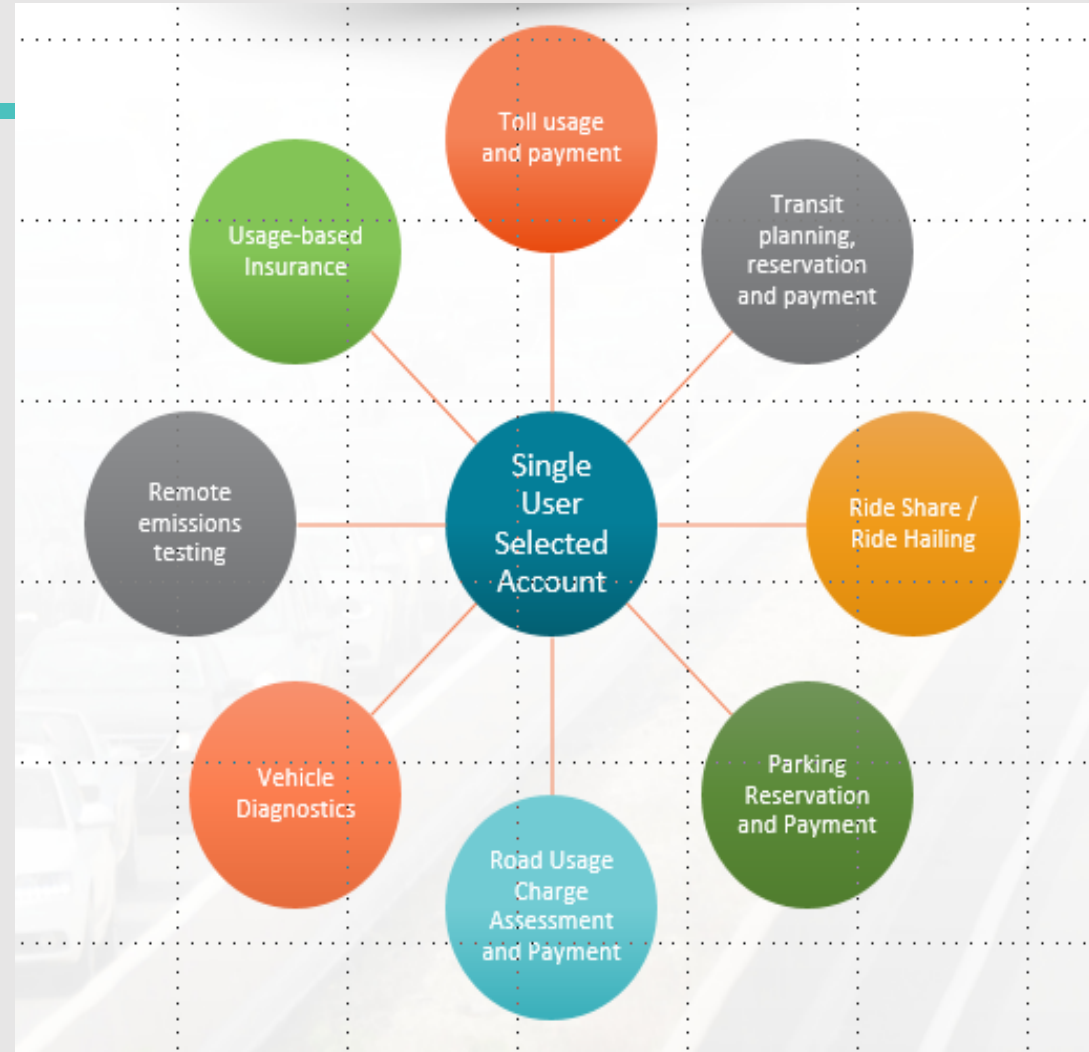 Toll usage
and payment
Transit
planning,
reservation
and payment
Usage-based
Insurance
Single
User
Selected
Account
Remote
emissions
testing
Ride Share /
Ride Hailing
Vehicle
Diagnostics
Parking
Reservation
and Payment
Road Usage
Charge
Assessment
and Payment